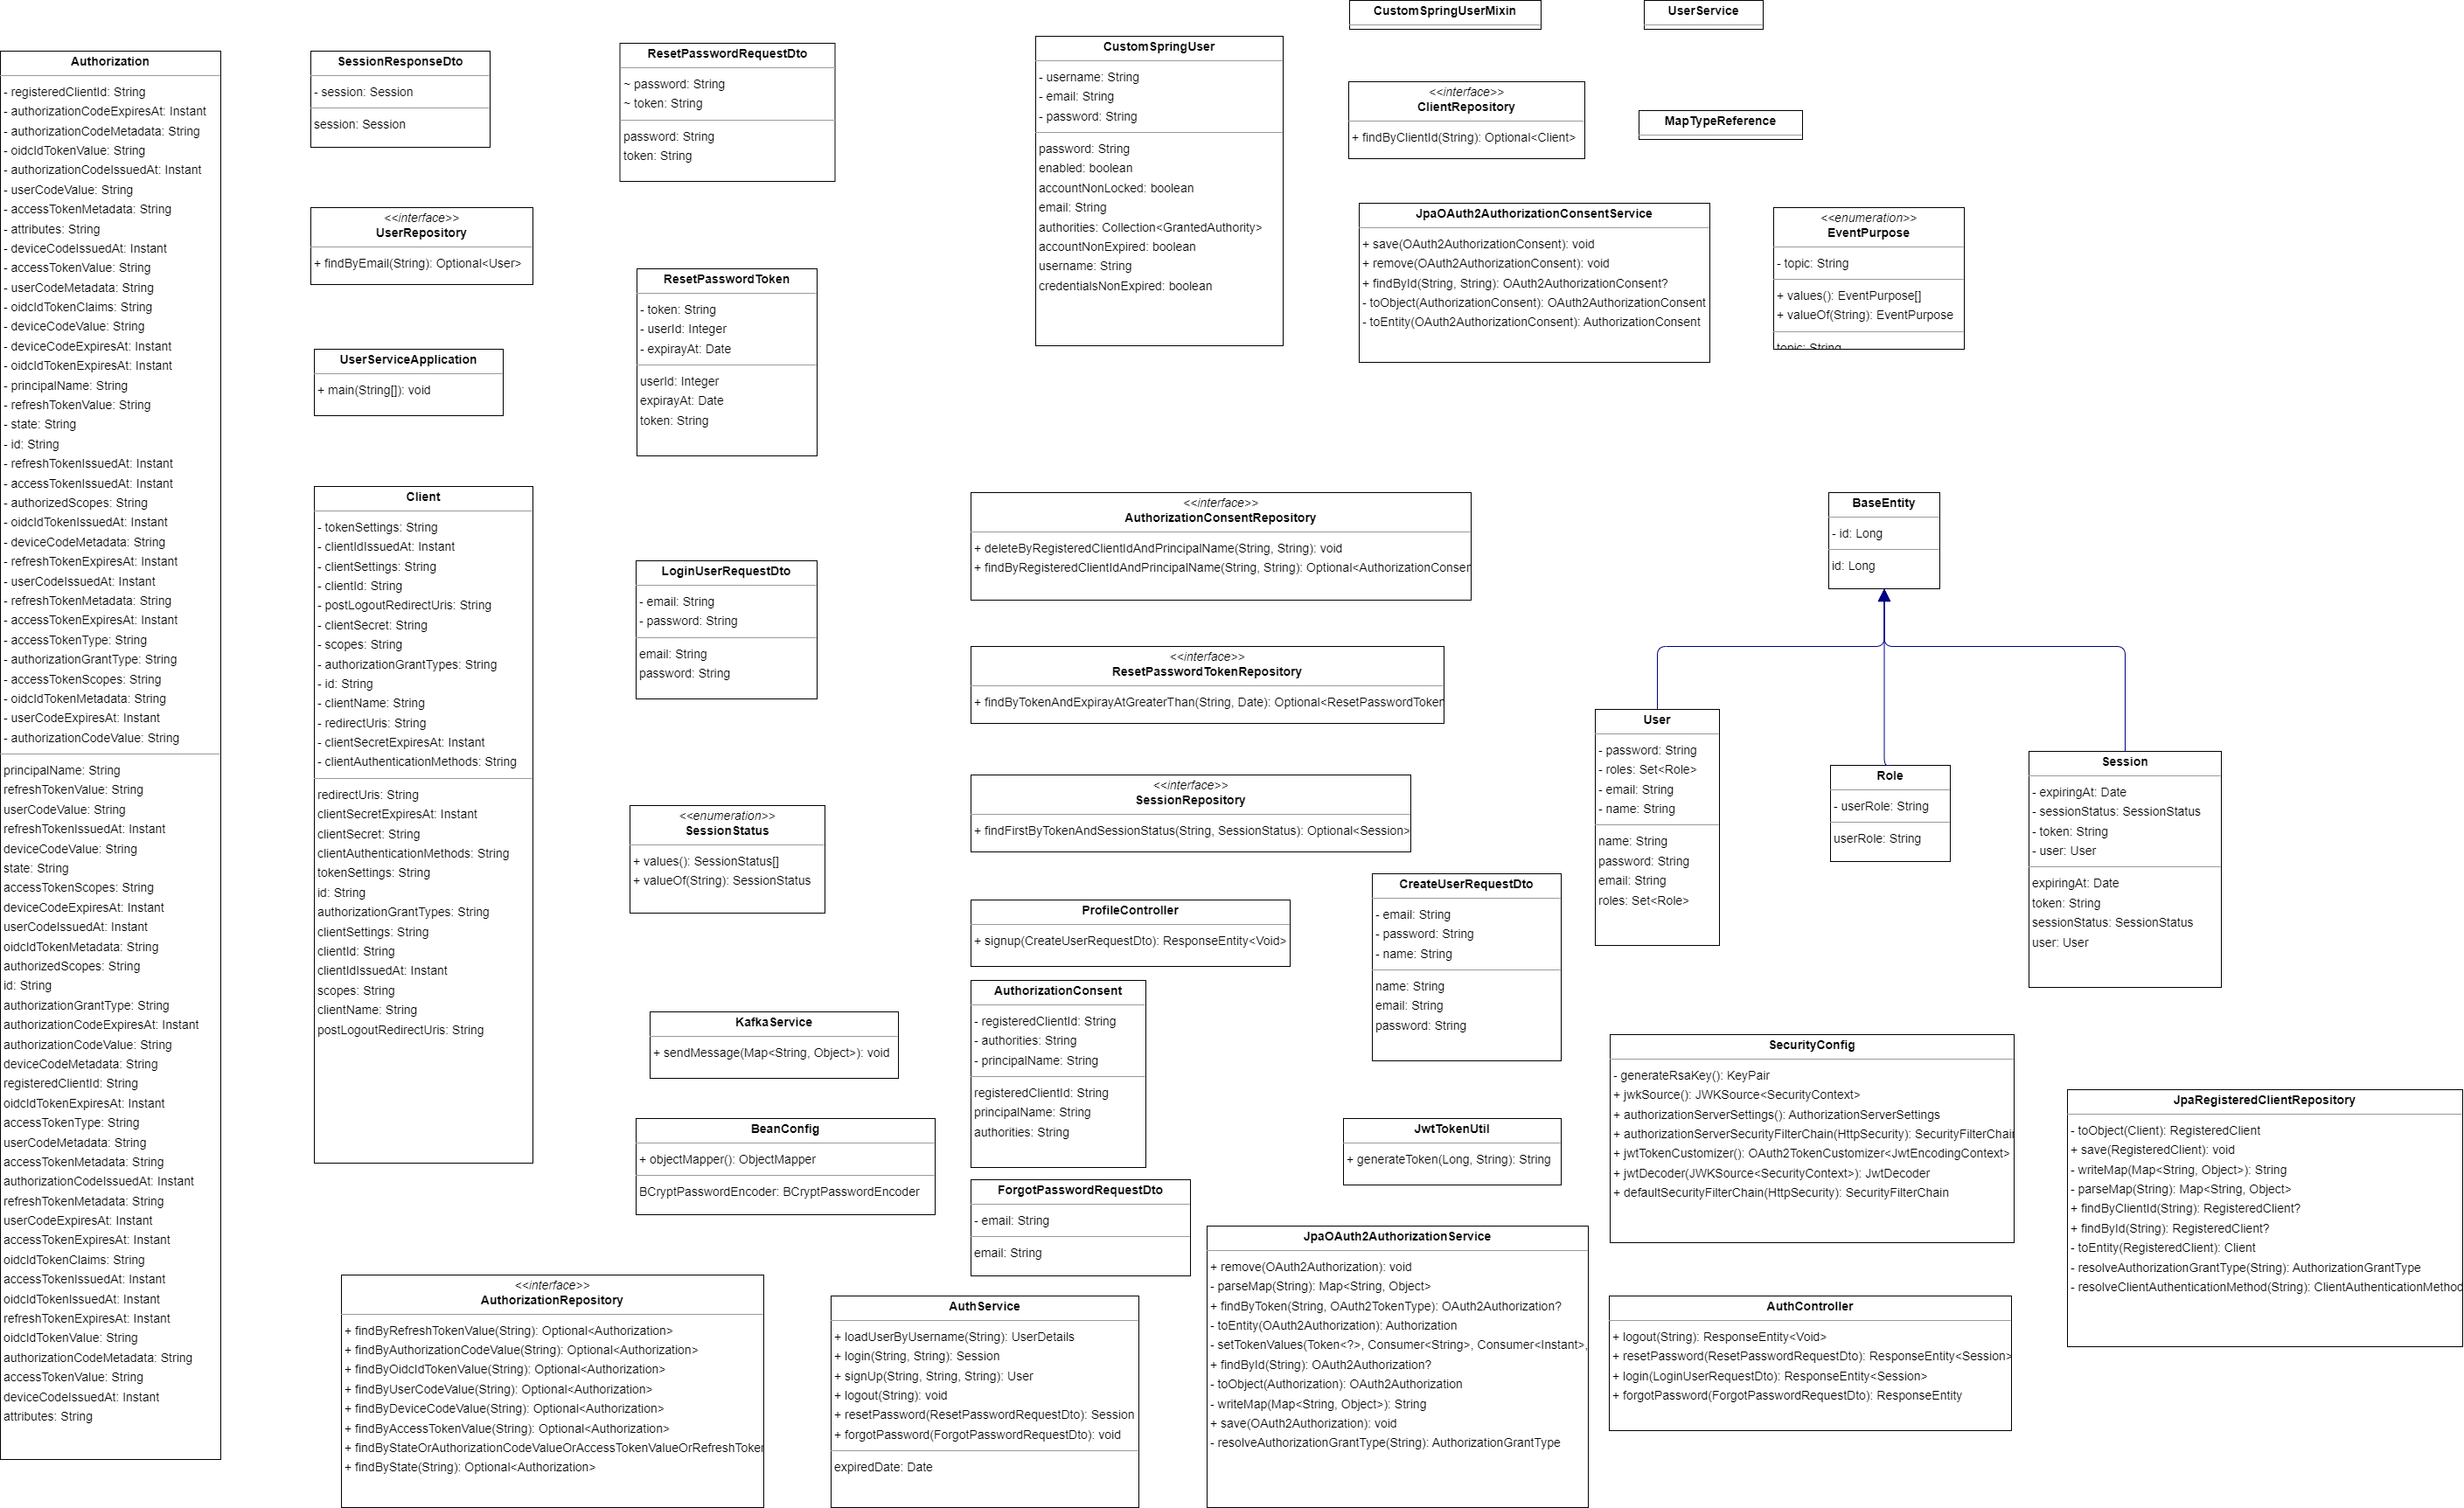 Authorization
- registeredClientId: String
- authorizationCodeExpiresAt: Instant
- authorizationCodeMetadata: String
- oidcIdTokenValue: String
- authorizationCodeIssuedAt: Instant
- userCodeValue: String
- accessTokenMetadata: String
- attributes: String
- deviceCodeIssuedAt: Instant
- accessTokenValue: String
- userCodeMetadata: String
- oidcIdTokenClaims: String
- deviceCodeValue: String
- deviceCodeExpiresAt: Instant
- oidcIdTokenExpiresAt: Instant
- principalName: String
- refreshTokenValue: String
- state: String
- id: String
- refreshTokenIssuedAt: Instant
- accessTokenIssuedAt: Instant
- authorizedScopes: String
- oidcIdTokenIssuedAt: Instant
- deviceCodeMetadata: String
- refreshTokenExpiresAt: Instant
- userCodeIssuedAt: Instant
- refreshTokenMetadata: String
- accessTokenExpiresAt: Instant
- accessTokenType: String
- authorizationGrantType: String
- accessTokenScopes: String
- oidcIdTokenMetadata: String
- userCodeExpiresAt: Instant
- authorizationCodeValue: String
principalName: String
refreshTokenValue: String
userCodeValue: String
refreshTokenIssuedAt: Instant
deviceCodeValue: String
state: String
accessTokenScopes: String
deviceCodeExpiresAt: Instant
userCodeIssuedAt: Instant
oidcIdTokenMetadata: String
authorizedScopes: String
id: String
authorizationGrantType: String
authorizationCodeExpiresAt: Instant
authorizationCodeValue: String
deviceCodeMetadata: String
registeredClientId: String
oidcIdTokenExpiresAt: Instant
accessTokenType: String
userCodeMetadata: String
accessTokenMetadata: String
authorizationCodeIssuedAt: Instant
refreshTokenMetadata: String
userCodeExpiresAt: Instant
accessTokenExpiresAt: Instant
oidcIdTokenClaims: String
accessTokenIssuedAt: Instant
oidcIdTokenIssuedAt: Instant
refreshTokenExpiresAt: Instant
oidcIdTokenValue: String
authorizationCodeMetadata: String
accessTokenValue: String
deviceCodeIssuedAt: Instant
attributes: String
SessionResponseDto
- session: Session
session: Session
<<interface>>
UserRepository
+ findByEmail(String): Optional<User>
UserServiceApplication
+ main(String[]): void
Client
- tokenSettings: String
- clientIdIssuedAt: Instant
- clientSettings: String
- clientId: String
- postLogoutRedirectUris: String
- clientSecret: String
- scopes: String
- authorizationGrantTypes: String
- id: String
- clientName: String
- redirectUris: String
- clientSecretExpiresAt: Instant
- clientAuthenticationMethods: String
redirectUris: String
clientSecretExpiresAt: Instant
clientSecret: String
clientAuthenticationMethods: String
tokenSettings: String
id: String
authorizationGrantTypes: String
clientSettings: String
clientId: String
clientIdIssuedAt: Instant
scopes: String
clientName: String
postLogoutRedirectUris: String
<<interface>>
AuthorizationRepository
+ findByRefreshTokenValue(String): Optional<Authorization>
+ findByAuthorizationCodeValue(String): Optional<Authorization>
+ findByOidcIdTokenValue(String): Optional<Authorization>
+ findByUserCodeValue(String): Optional<Authorization>
+ findByDeviceCodeValue(String): Optional<Authorization>
+ findByAccessTokenValue(String): Optional<Authorization>
+ findByStateOrAuthorizationCodeValueOrAccessTokenValueOrRefreshToken
+ findByState(String): Optional<Authorization>
ResetPasswordRequestDto
~ password: String
~ token: String
password: String
token: String
ResetPasswordToken
- token: String
- userId: Integer
- expirayAt: Date
userId: Integer
expirayAt: Date
token: String
LoginUserRequestDto
- email: String
- password: String
email: String
password: String
<<enumeration>>
SessionStatus
+ values(): SessionStatus[]
+ valueOf(String): SessionStatus
KafkaService
+ sendMessage(Map<String, Object>): void
BeanConfig
+ objectMapper(): ObjectMapper
BCryptPasswordEncoder: BCryptPasswordEncoder
AuthService
+ loadUserByUsername(String): UserDetails
+ login(String, String): Session
+ signUp(String, String, String): User
+ logout(String): void
+ resetPassword(ResetPasswordRequestDto): Session
+ forgotPassword(ForgotPasswordRequestDto): void
expiredDate: Date
CustomSpringUser
- username: String
- email: String
- password: String
password: String
enabled: boolean
accountNonLocked: boolean
email: String
authorities: Collection<GrantedAuthority>
accountNonExpired: boolean
username: String
credentialsNonExpired: boolean
<<interface>>
AuthorizationConsentRepository
+ deleteByRegisteredClientIdAndPrincipalName(String, String): void
+ findByRegisteredClientIdAndPrincipalName(String, String): Optional<AuthorizationConsen
<<interface>>
ResetPasswordTokenRepository
+ findByTokenAndExpirayAtGreaterThan(String, Date): Optional<ResetPasswordToken
<<interface>>
SessionRepository
+ findFirstByTokenAndSessionStatus(String, SessionStatus): Optional<Session>
ProfileController
+ signup(CreateUserRequestDto): ResponseEntity<Void>
AuthorizationConsent
- registeredClientId: String
- authorities: String
- principalName: String
registeredClientId: String
principalName: String
authorities: String
ForgotPasswordRequestDto
- email: String
email: String
CustomSpringUserMixin
<<interface>>
ClientRepository
+ findByClientId(String): Optional<Client>
JpaOAuth2AuthorizationConsentService
+ save(OAuth2AuthorizationConsent): void
+ remove(OAuth2AuthorizationConsent): void
+ findById(String, String): OAuth2AuthorizationConsent?
- toObject(AuthorizationConsent): OAuth2AuthorizationConsent
- toEntity(OAuth2AuthorizationConsent): AuthorizationConsent
CreateUserRequestDto
- email: String
- password: String
- name: String
name: String
email: String
password: String
JwtTokenUtil
+ generateToken(Long, String): String
JpaOAuth2AuthorizationService
+ remove(OAuth2Authorization): void
- parseMap(String): Map<String, Object>
+ findByToken(String, OAuth2TokenType): OAuth2Authorization?
- toEntity(OAuth2Authorization): Authorization
- setTokenValues(Token<?>, Consumer<String>, Consumer<Instant>,
+ findById(String): OAuth2Authorization?
- toObject(Authorization): OAuth2Authorization
- writeMap(Map<String, Object>): String
+ save(OAuth2Authorization): void
- resolveAuthorizationGrantType(String): AuthorizationGrantType
UserService
MapTypeReference
<<enumeration>>
EventPurpose
- topic: String
+ values(): EventPurpose[]
+ valueOf(String): EventPurpose
topic: String
BaseEntity
- id: Long
id: Long
User
- password: String
- roles: Set<Role>
- email: String
- name: String
name: String
password: String
email: String
roles: Set<Role>
Role
- userRole: String
userRole: String
Session
- expiringAt: Date
- sessionStatus: SessionStatus
- token: String
- user: User
expiringAt: Date
token: String
sessionStatus: SessionStatus
user: User
SecurityConfig
- generateRsaKey(): KeyPair
+ jwkSource(): JWKSource<SecurityContext>
+ authorizationServerSettings(): AuthorizationServerSettings
+ authorizationServerSecurityFilterChain(HttpSecurity): SecurityFilterChain
+ jwtTokenCustomizer(): OAuth2TokenCustomizer<JwtEncodingContext>
+ jwtDecoder(JWKSource<SecurityContext>): JwtDecoder
+ defaultSecurityFilterChain(HttpSecurity): SecurityFilterChain
AuthController
+ logout(String): ResponseEntity<Void>
+ resetPassword(ResetPasswordRequestDto): ResponseEntity<Session>
+ login(LoginUserRequestDto): ResponseEntity<Session>
+ forgotPassword(ForgotPasswordRequestDto): ResponseEntity
JpaRegisteredClientRepository
- toObject(Client): RegisteredClient
+ save(RegisteredClient): void
- writeMap(Map<String, Object>): String
- parseMap(String): Map<String, Object>
+ findByClientId(String): RegisteredClient?
+ findById(String): RegisteredClient?
- toEntity(RegisteredClient): Client
- resolveAuthorizationGrantType(String): AuthorizationGrantType
- resolveClientAuthenticationMethod(String): ClientAuthenticationMethod